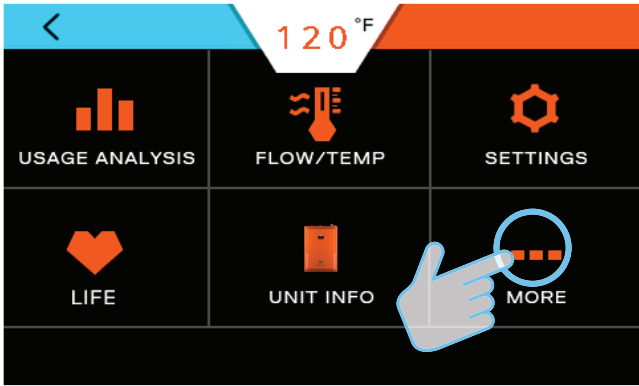 120 °F
USAGE ANALYSIS
FLOW/TEMP
SETTINGS
LIFE
UNIT INFO
MORE